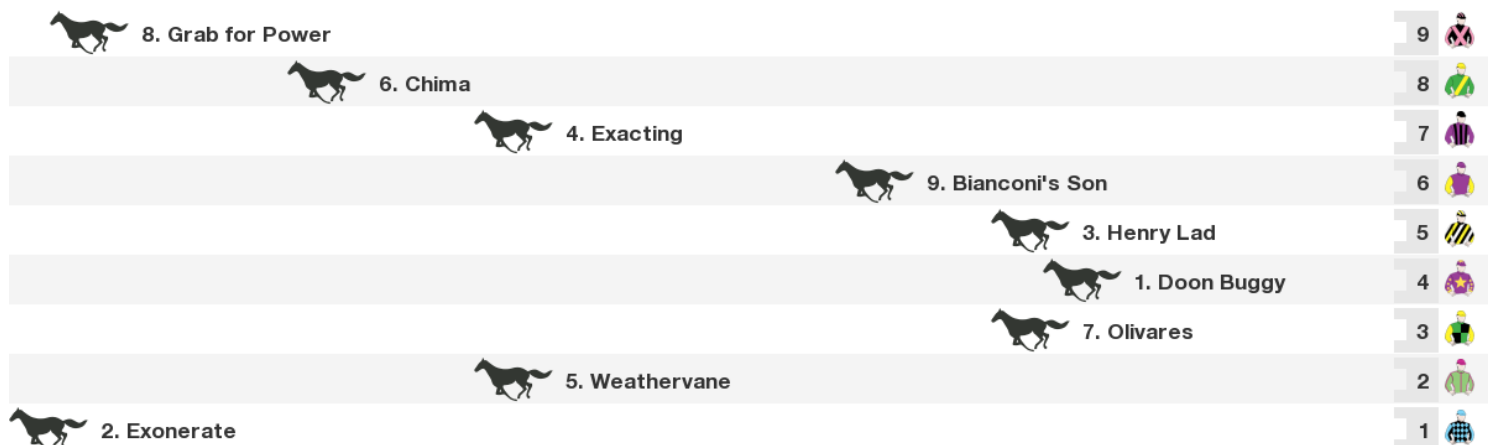 8. Grab for Power 9
6. Chima 8
4. Exacting 7
9. Bianconi's Son 6
3. Henry Lad 5
1. Doon Buggy 4
7. Olivares 3
5. Weathervane 2
2. Exonerate 1